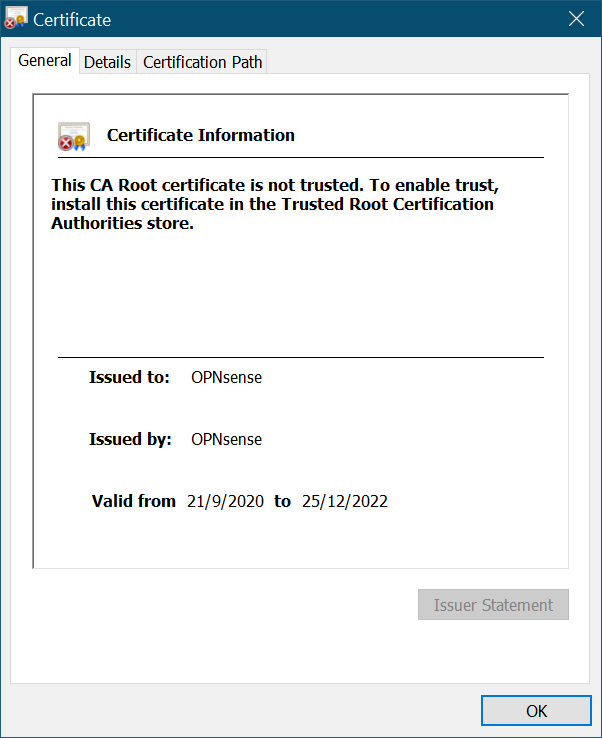 Certificate
General Details Certification Path
Certificate Information
This CA Root certificate is not trusted. To enable trust,
install this certificate in the Trusted Root Certification
Authorities store.
Issued to: OPNsense
Issued by: OPNsense
Valid from 21/9/2020 to 25/12/2022
Issuer Statement
OK